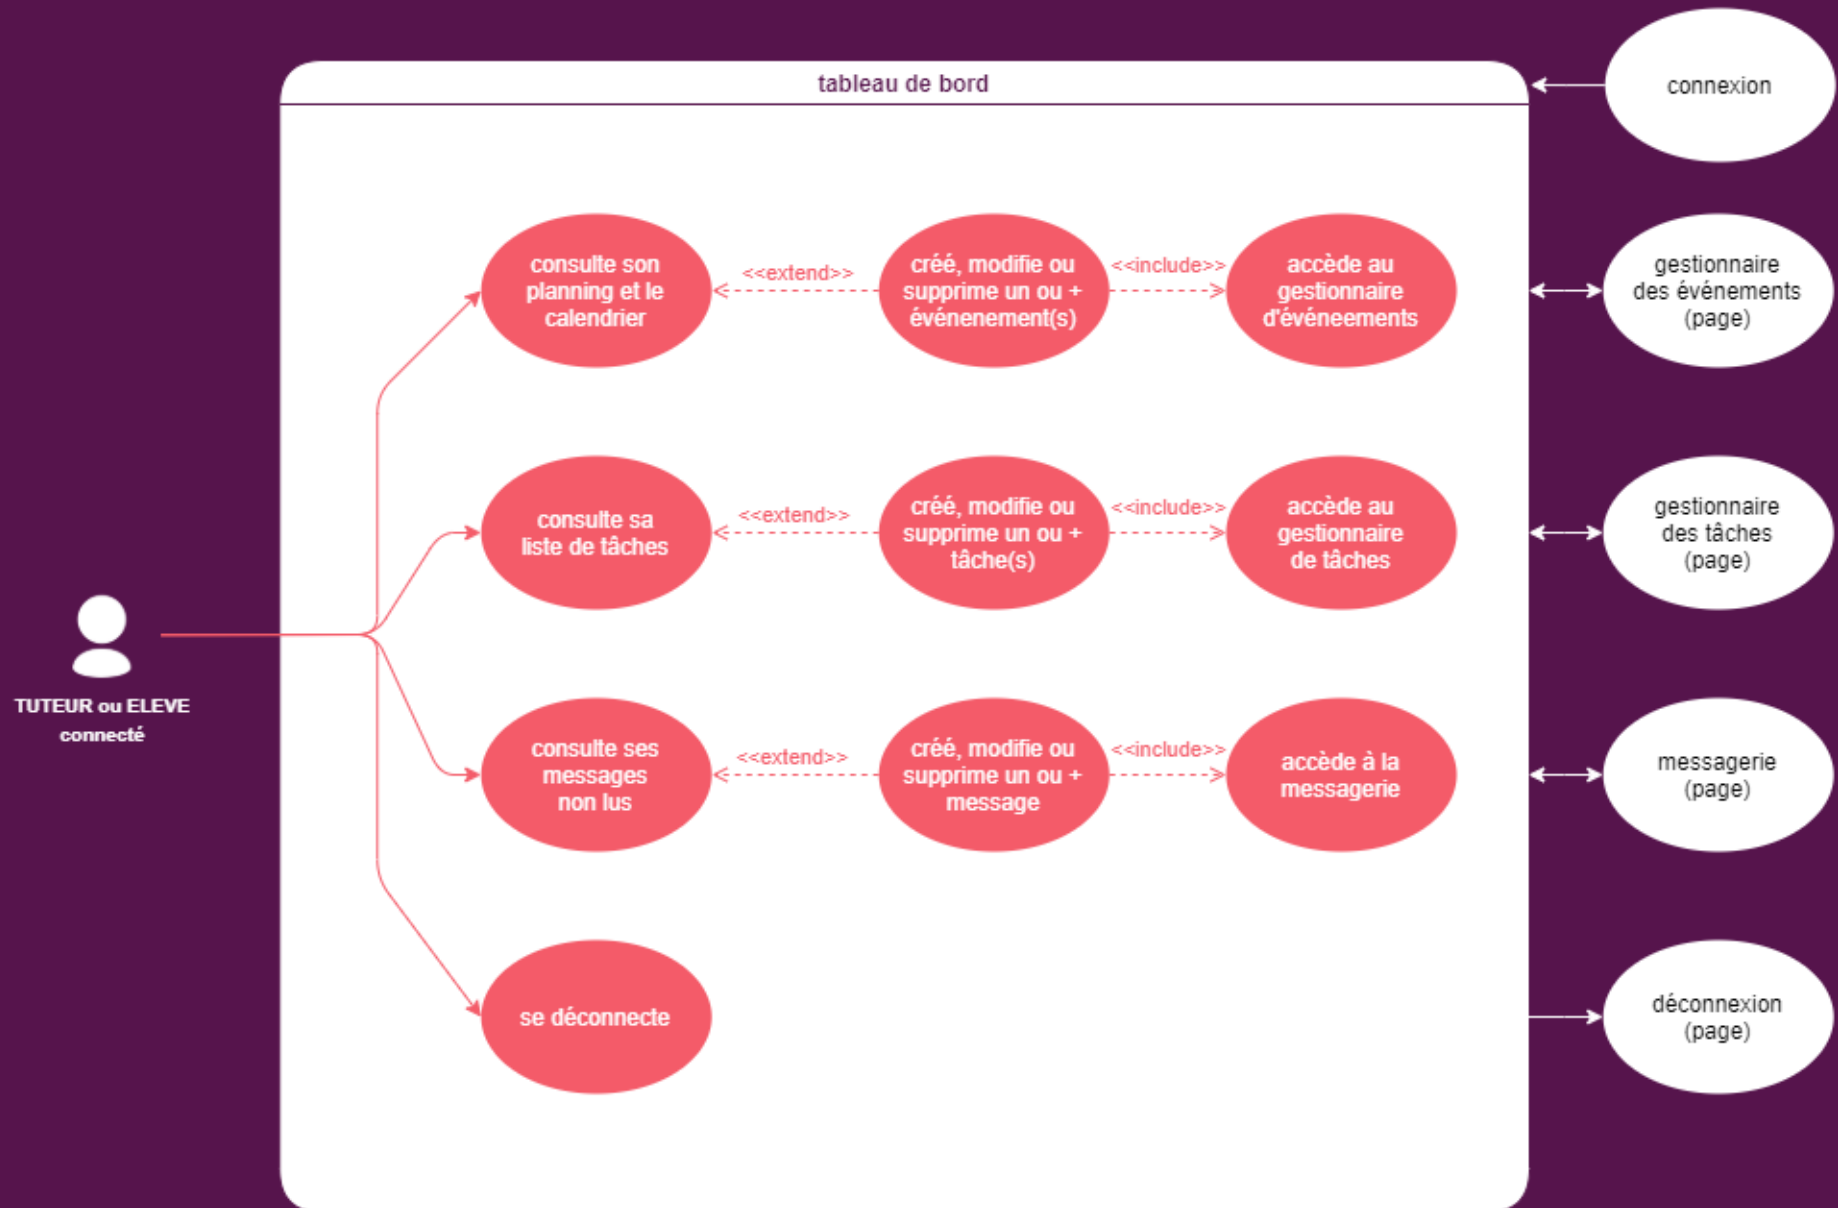 tableau de bord
connexion
consulte son
planning et le
calendrier
<<extend>>
créé, modifie ou
supprime un ou +
événenement(s)
<<include>>
accède au
gestionnaire
d'événeements
gestionnaire
des événements
(page)
consulte sa
liste de tâches
<<extend>>
créé, modifie ou
supprime un ou +
tâche(s)
<<include>>
accède au
gestionnaire
de tâches
gestionnaire
des tâches
(page)
TUTEUR ou ELEVE
connecté
consulte ses
messages
non lus
<<extend>>
créé, modifie ou
supprime un ou +
message
<<include>>
accède à la
messagerie
messagerie
(page)
se déconnecte
déconnexion
(page)